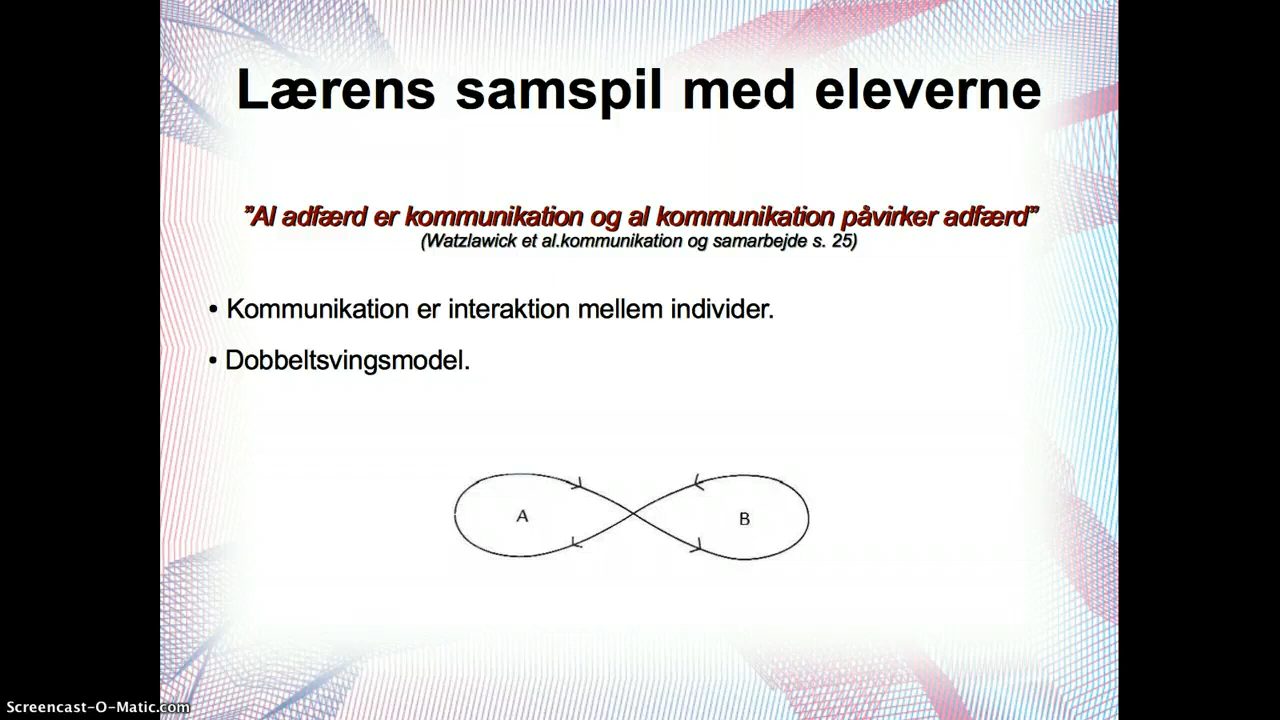 Lærens samspil med eleverne
”Al adfærd er kommunikation og al kommunikation påvirker adfærd”
(Watzlawick et al.kommunikation og samarbejde s. 25)
• Kommunikation er interaktion mellem individer.
• Dobbeltsvingsmodel.
A B
Screencast-O-Matic.com